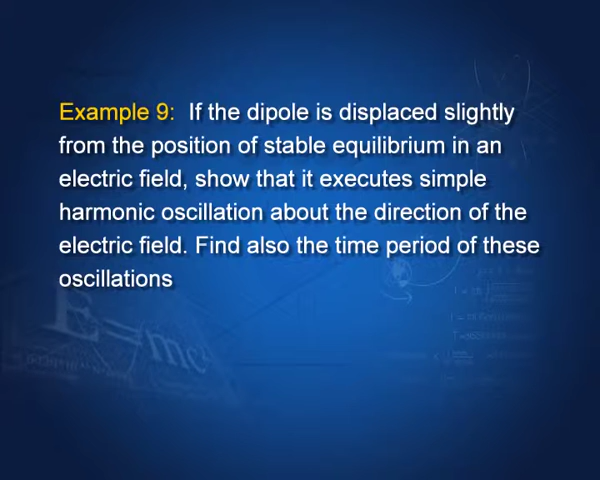 Example 9: If the dipole is displaced slightly
from the position of stable equilibrium in an
electric field, show that it executes simple
harmonic oscillation about the direction of the
electric field. Find also the time period of these
oscillations
E=mc²